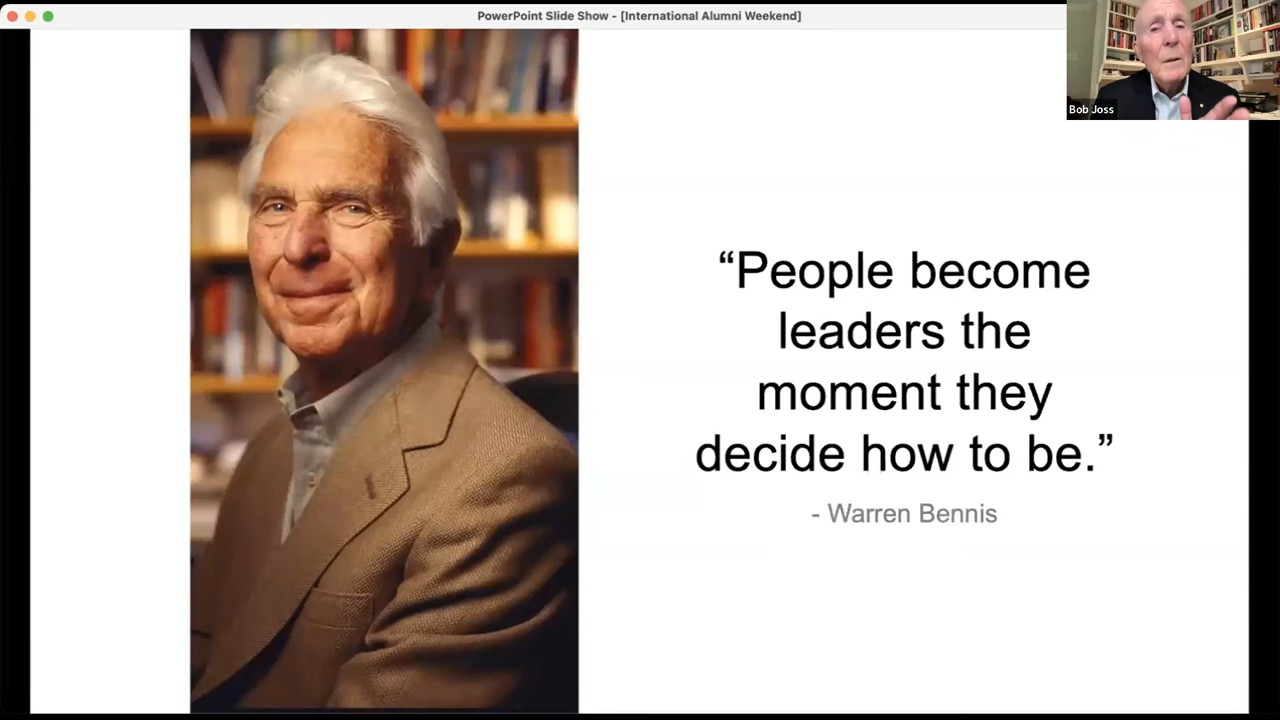 PowerPoint Slide Show - [International Alumni Weekend]
Bob Joss
“People become
leaders the
moment they
decide how to be.”
- Warren Bennis